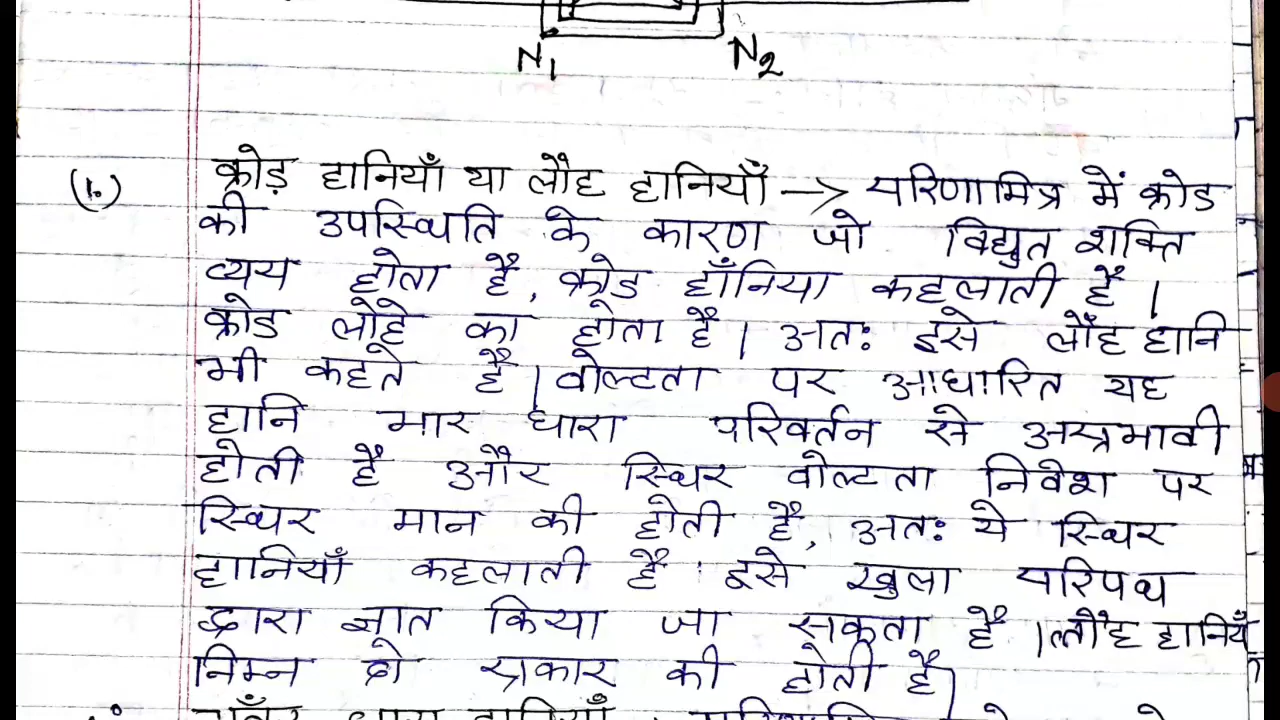 N1 N2
(1.) क्रोड़ हानियाँ या लौह हानियाँ → परिणामित्र में क्रोड
की उपस्थिति के कारण जो विद्युत शक्ति
व्यय होता है, क्रोड हाँनिया कहलाती है।
क्रोड लोहे का होता है। अतः इसे लौह हानि
भी कहते है। वोल्टता पर आधारित यह
हानि भार धारा परिवर्तन से अप्रभावी
होती है और स्थिर वोल्टता निवेश पर
स्थिर मान की होती है, अतः ये स्थिर
हानियाँ कहलाती है। इसे खुला परिपथ
द्वारा ज्ञात किया जा सकता है। लौह हानियाँ
निम्न दो प्रकार की होती है।